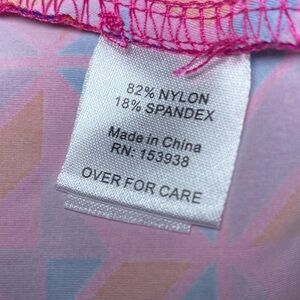 82% NYLON
18% SPANDEX
Made in China
RN: 153938
OVER FOR CARE